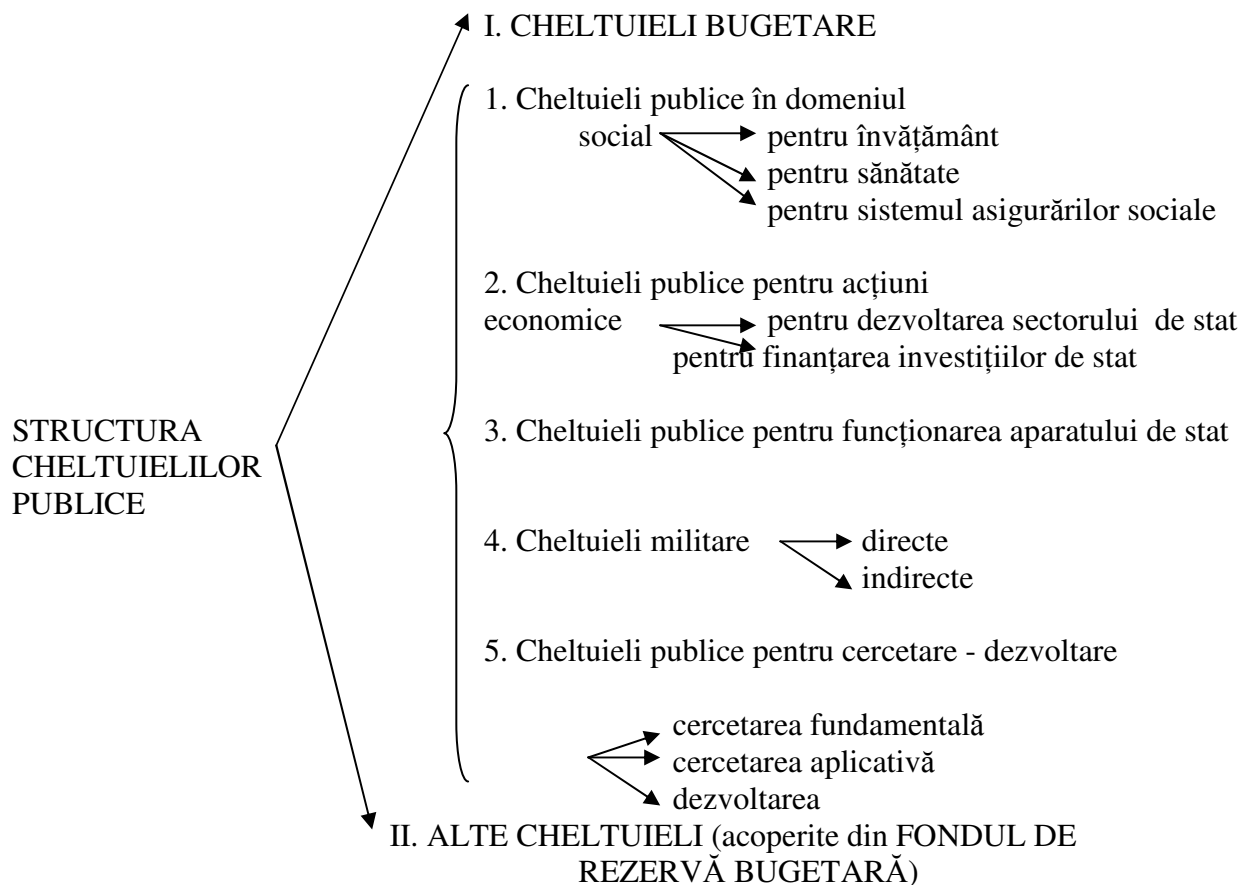 I. CHELTUIELI BUGETARE
1. Cheltuieli publice în domeniul
social
pentru învățământ
pentru sănătate
pentru sistemul asigurărilor sociale
2. Cheltuieli publice pentru acțiuni
economice
pentru dezvoltarea sectorului de stat
pentru finanțarea investițiilor de stat
STRUCTURA
CHELTUIELILOR
PUBLICE
3. Cheltuieli publice pentru funcționarea aparatului de stat
4. Cheltuieli militare
directe
indirecte
5. Cheltuieli publice pentru cercetare - dezvoltare
cercetarea fundamentală
cercetarea aplicativă
dezvoltarea
II. ALTE CHELTUIELI (acoperite din FONDUL DE
REZERVĂ BUGETARĂ)